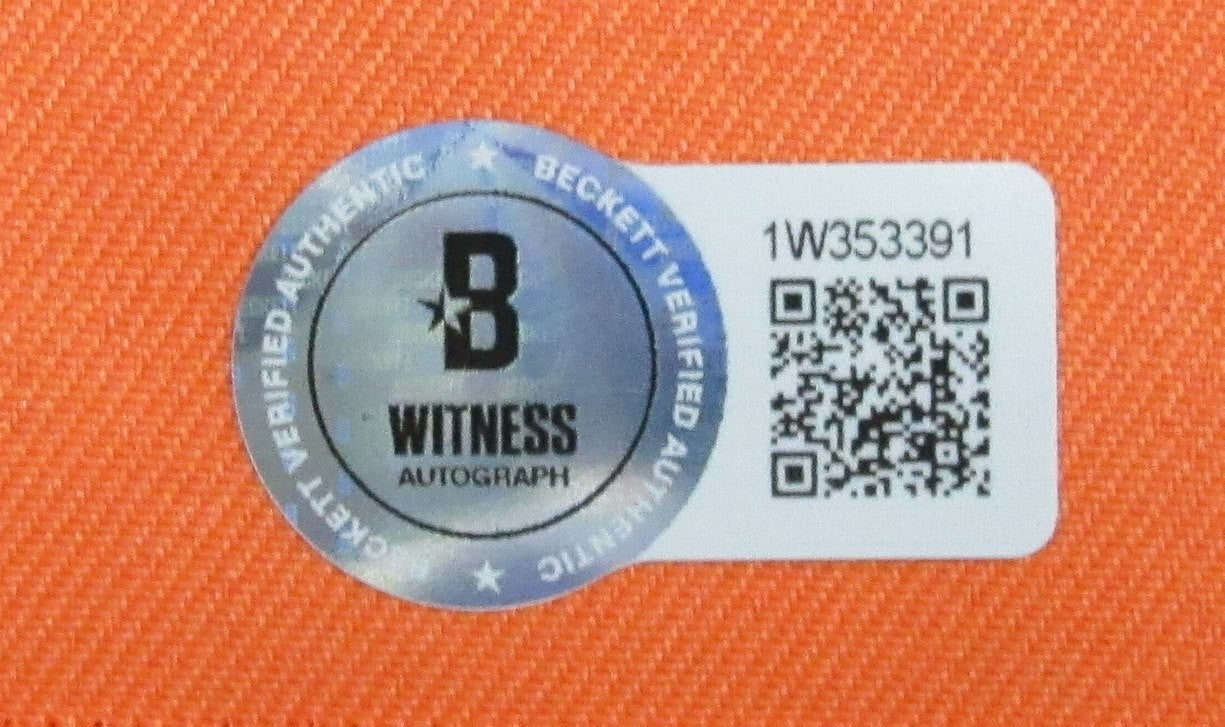 BECKETT VERIFIED AUTHENTIC
BECKETT VERIFIED AUTHENTIC
B
WITNESS
AUTOGRAPH
1W353391